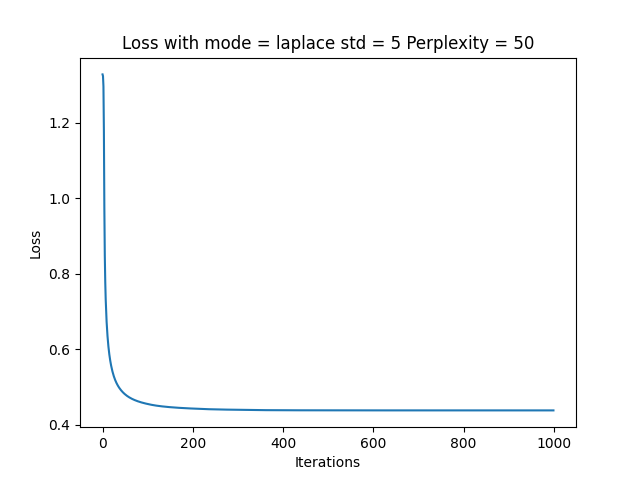 Loss with mode = laplace std = 5 Perplexity = 50
1.2
1.0
0.8
0.6
0.4
Loss
0 200 400 600 800 1000
Iterations